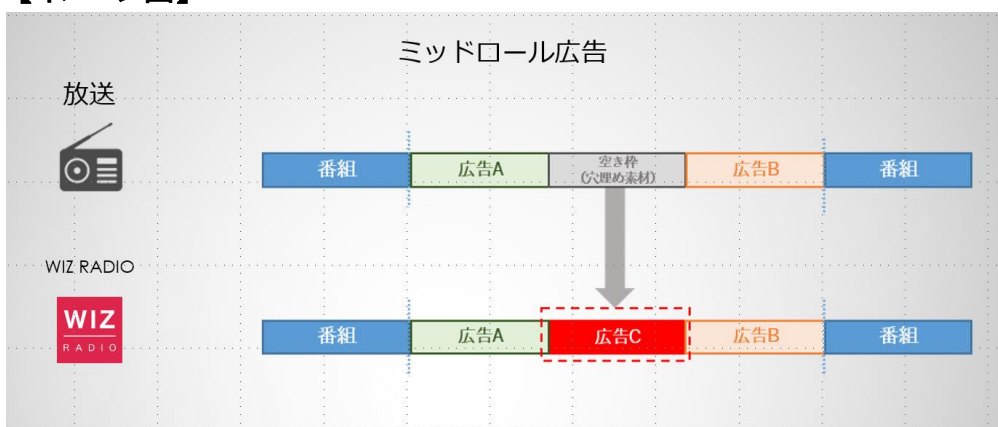 ミッドロール広告
放送
番組
広告A
空き枠
(穴埋め素材)
広告B
番組
WIZ RADIO
WIZ
RADIO
番組
広告A
広告C
広告B
番組